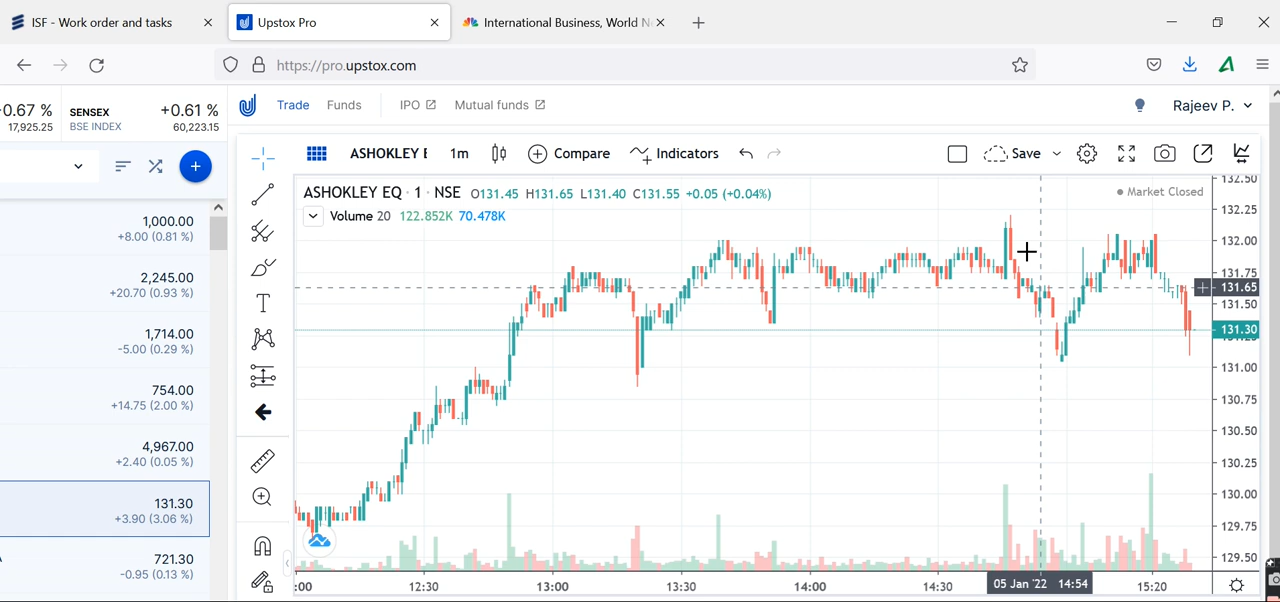 ISF - Work order and tasks
Upstox Pro
International Business, World N
https://pro.upstox.com
-0.67 %
17,925.25
SENSEX
BSE INDEX
+0.61 %
60,223.15
Trade
Funds
IPO
Mutual funds
Rajeev P.
ASHOKLEY E
1m
Compare
Indicators
Save
1,000.00
+8.00 (0.81 %)
2,245.00
+20.70 (0.93 %)
1,714.00
-5.00 (0.29 %)
754.00
+14.75 (2.00 %)
4,967.00
+2.40 (0.05 %)
131.30
+3.90 (3.06 %)
721.30
-0.95 (0.13 %)
ASHOKLEY EQ · 1 · NSE O131.45 H131.65 L131.40 C131.55 +0.05 (+0.04%)
Market Closed
Volume 20 122.852K 70.478K
132.50
132.25
132.00
131.75
131.65
131.50
131.30
131.00
130.75
130.50
130.25
130.00
129.75
129.50
:00
12:30
13:00
13:30
14:00
14:30
05 Jan '22 14:54
15:20